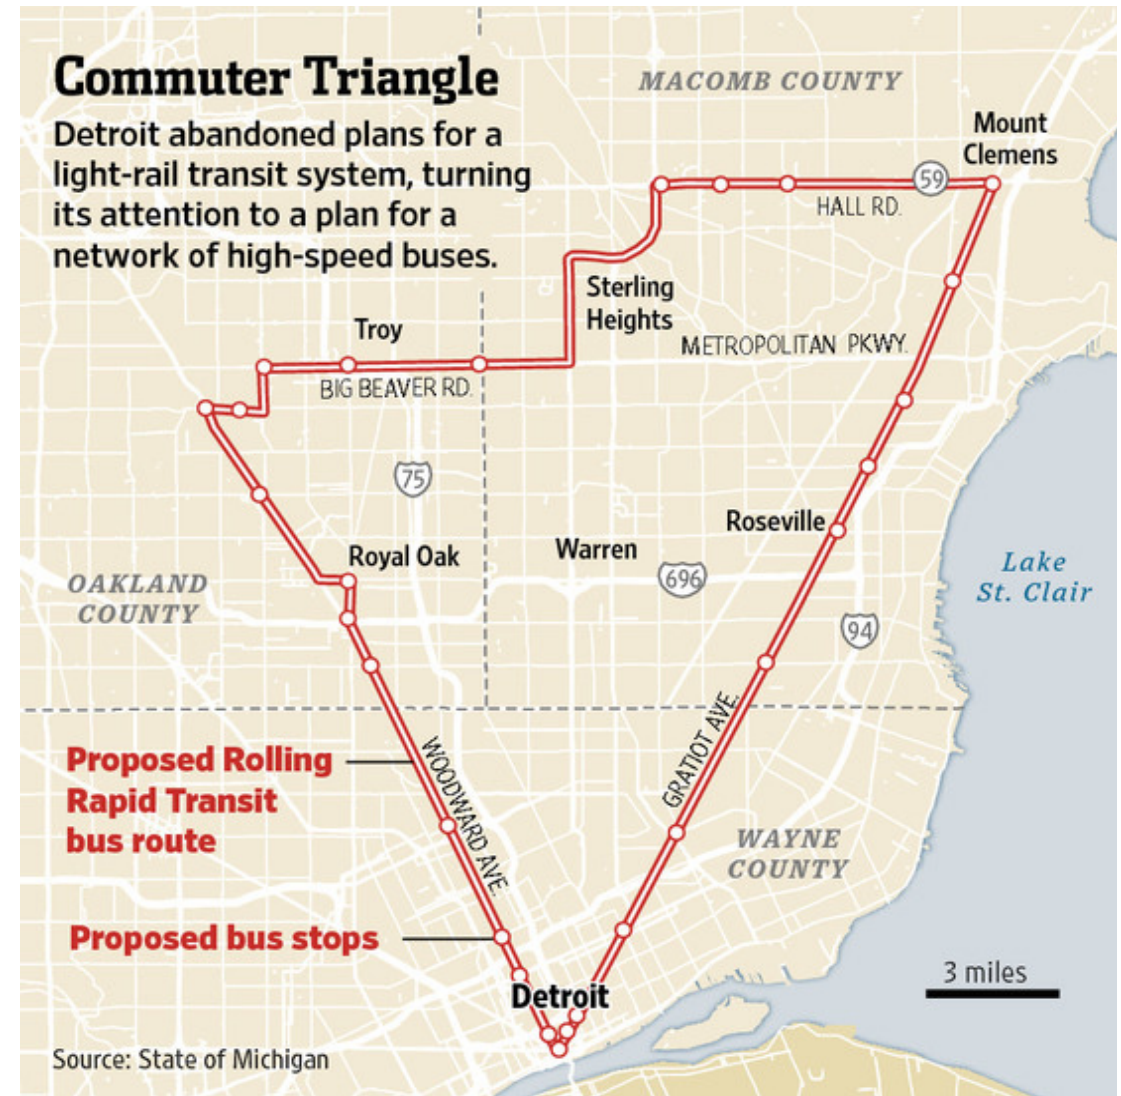 Commuter Triangle
Detroit abandoned plans for a
light-rail transit system, turning
its attention to a plan for a
network of high-speed buses.
MACOMB COUNTY
Mount
Clemens
59
HALL RD.
Sterling
Heights
Troy
METROPOLITAN PKWY.
BIG BEAVER RD.
75
Roseville
Royal Oak
Warren
696
OAKLAND
COUNTY
Lake
St. Clair
94
Proposed Rolling
Rapid Transit
bus route
WOODWARD AVE.
GRATIOT AVE.
WAYNE
COUNTY
Proposed bus stops
3 miles
Detroit
Source: State of Michigan